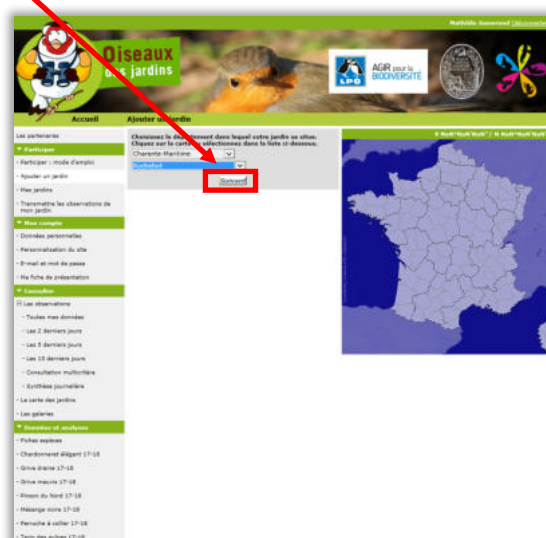 Mathilde
Oiseaux
des jardins
LPO
AGIR pour la
BIODIVERSITÉ
Accueil
Ajouter un jardin
Les partenaires
Participer
- Participer : mode d'emploi
- Ajouter un jardin
- Mes jardins
- Transmettre les observations de
mon jardin
Mon compte
- Données personnelles
- Personnalisation du site
- E-mail et mot de passe
- Ma fiche de présentation
Consulter
Les observations
- Toutes mes données
- Les 2 derniers jours
- Les 5 derniers jours
- Les 15 derniers jours
- Consultation multicritère
- Synthèse journalière
- La carte des jardins
- Les galeries
Données et analyses
- Fiches espèces
- Chardonneret élégant 17-18
- Grive draine 17-18
- Grive mauvis 17-18
- Pinson du Nord 17-18
- Mésange noire 17-18
- Perruche à collier 17-18
- Tarin des aulnes 17-18
Choisissez le département dans lequel votre jardin se situe.
Cliquez sur la carte ou sélectionnez dans la liste ci-dessous.
Charente-Maritime
Rochefort
Suivant